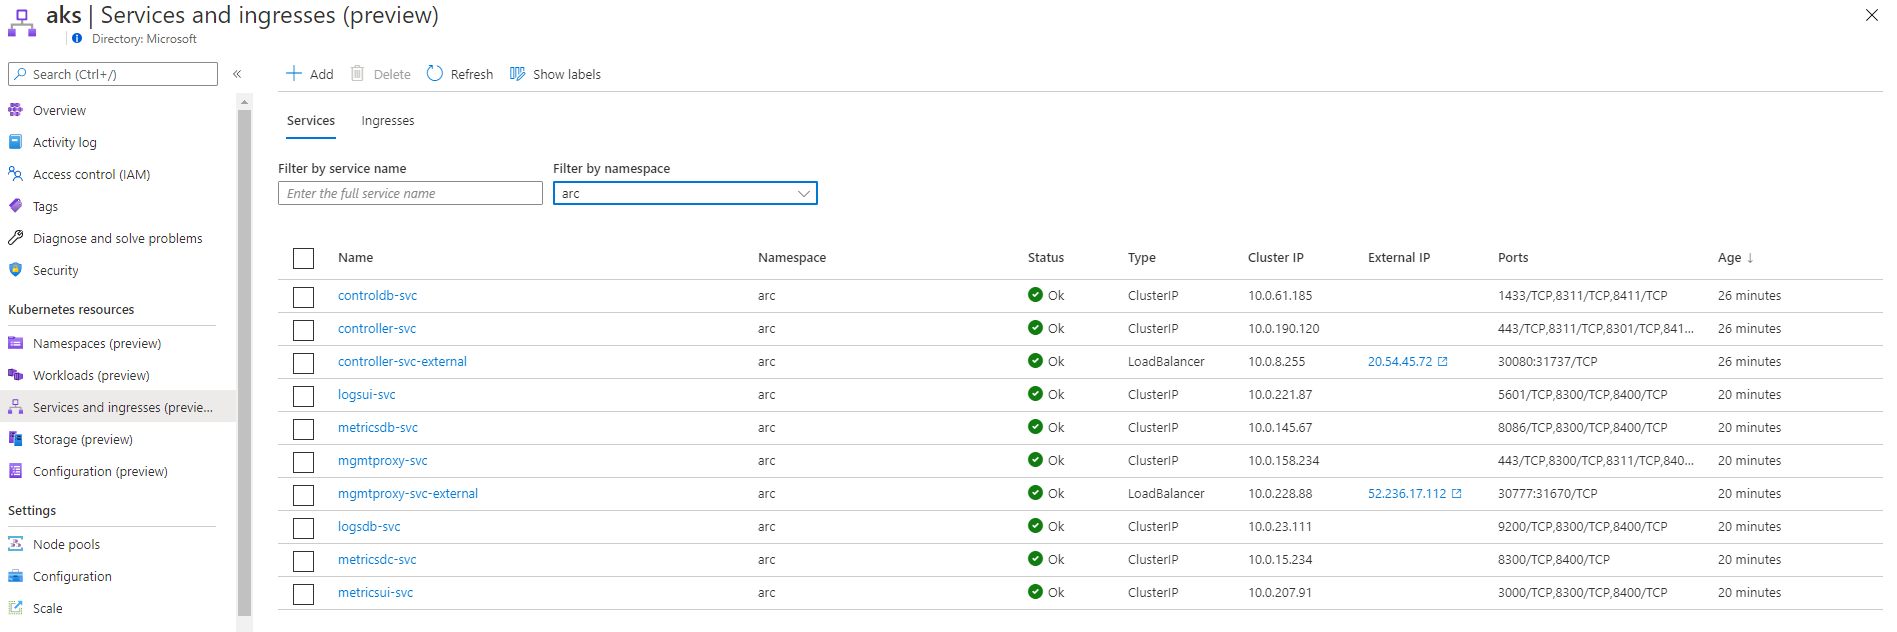 aks | Services and ingresses (preview)
Directory: Microsoft
Search (Ctrl+/)
«
Overview
Activity log
Access control (IAM)
Tags
Diagnose and solve problems
Security
Kubernetes resources
Namespaces (preview)
Workloads (preview)
Services and ingresses (previe...
Storage (preview)
Configuration (preview)
Settings
Node pools
Configuration
Scale
Add Delete Refresh Show labels
Services Ingresses
Filter by service name Filter by namespace
Enter the full service name arc
Name Namespace Status Type Cluster IP External IP Ports Age ↓
controldb-svc arc Ok ClusterIP 10.0.61.185 1433/TCP,8311/TCP,8411/TCP 26 minutes
controller-svc arc Ok ClusterIP 10.0.190.120 443/TCP,8311/TCP,8301/TCP,841... 26 minutes
controller-svc-external arc Ok LoadBalancer 10.0.8.255 20.54.45.72 30080:31737/TCP 26 minutes
logsui-svc arc Ok ClusterIP 10.0.221.87 5601/TCP,8300/TCP,8400/TCP 20 minutes
metricsdb-svc arc Ok ClusterIP 10.0.145.67 8086/TCP,8300/TCP,8400/TCP 20 minutes
mgmtproxy-svc arc Ok ClusterIP 10.0.158.234 443/TCP,8300/TCP,8311/TCP,840... 20 minutes
mgmtproxy-svc-external arc Ok LoadBalancer 10.0.228.88 52.236.17.112 30777:31670/TCP 20 minutes
logsdb-svc arc Ok ClusterIP 10.0.23.111 9200/TCP,8300/TCP,8400/TCP 20 minutes
metricsdc-svc arc Ok ClusterIP 10.0.15.234 8300/TCP,8400/TCP 20 minutes
metricsui-svc arc Ok ClusterIP 10.0.207.91 3000/TCP,8300/TCP,8400/TCP 20 minutes